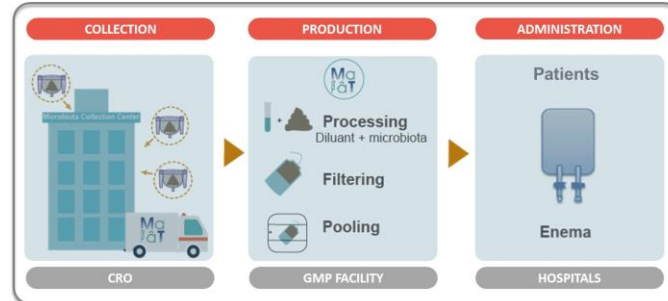 COLLECTION
Microbiota Collection Center
MaaT
CRO
PRODUCTION
MaaT
Processing
Diluant + microbiota
Filtering
Pooling
GMP FACILITY
ADMINISTRATION
Patients
Enema
HOSPITALS